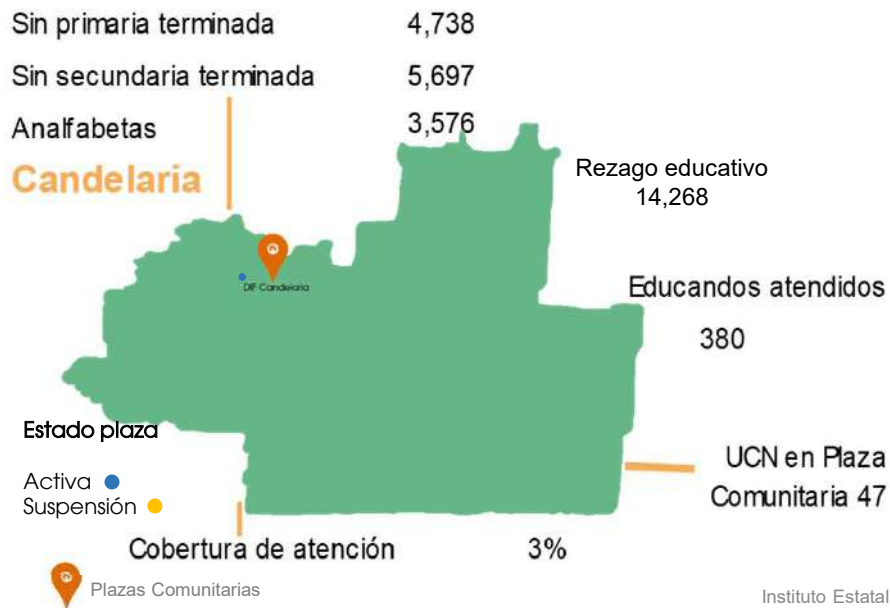 Sin primaria terminada 4,738
Sin secundaria terminada 5,697
Analfabetas 3,576
Candelaria
Rezago educativo
14,268
DIF Candelaria
Educandos atendidos
380
Estado plaza
Activa
Suspensión
UCN en Plaza
Comunitaria 47
Cobertura de atención 3%
Plazas Comunitarias
Instituto Estatal